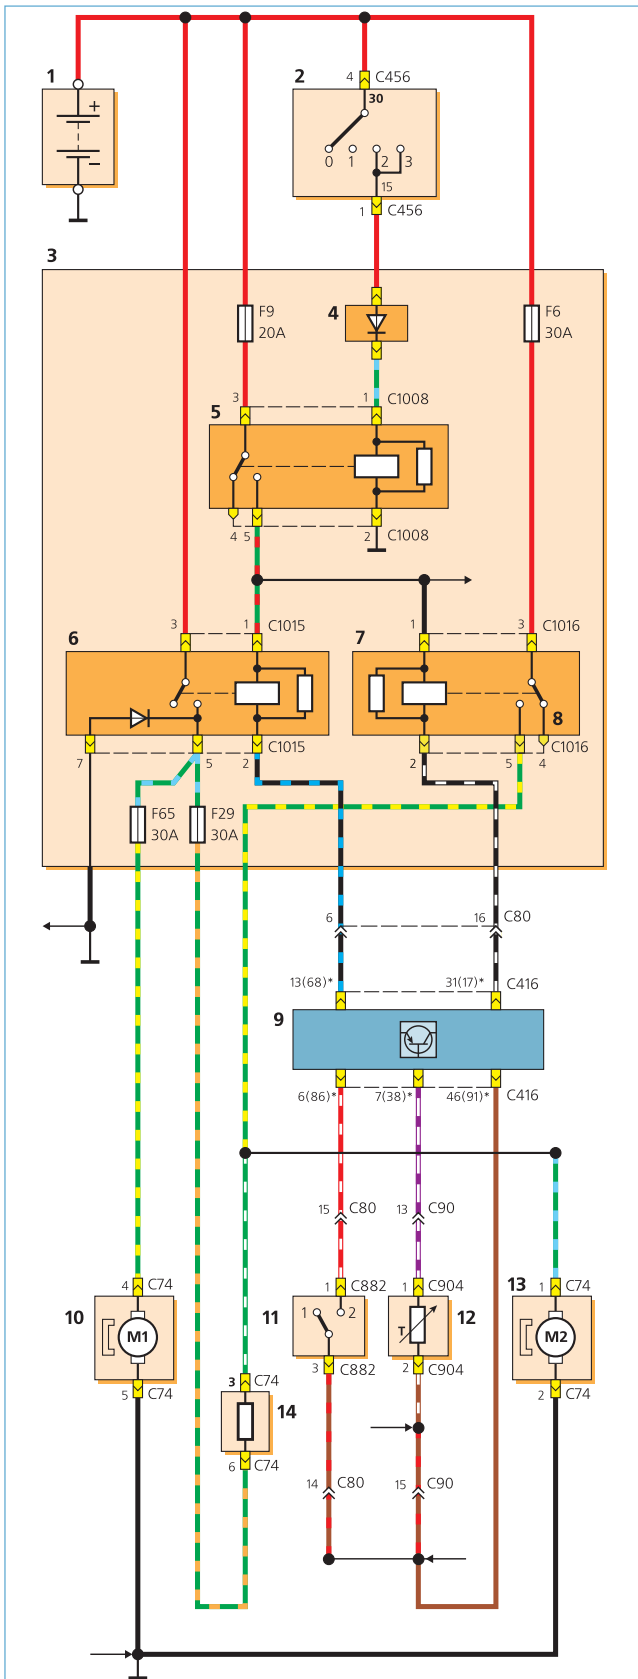 1
2
4 C456
30
+
−
0 1 2 3
15
1 C456
3
F9
20A
4
F6
30A
3
1 C1008
5
4 5
2 C1008
6
3
1 C1015
7
1
3 C1016
8
7
5
2 C1015
2
5
4 C1016
F65
30A
F29
30A
6
16 C80
13(68)*
31(17)* C416
9
6(86)*
7(38)*
46(91)* C416
15 C80
13 C90
4 C74
1 C882
1 C904
13
1 C74
10
M1
11
1 2
T
12
M2
5 C74
3 C882
2 C904
2 C74
3 C74
14
6 C74
14 C80
15 C90